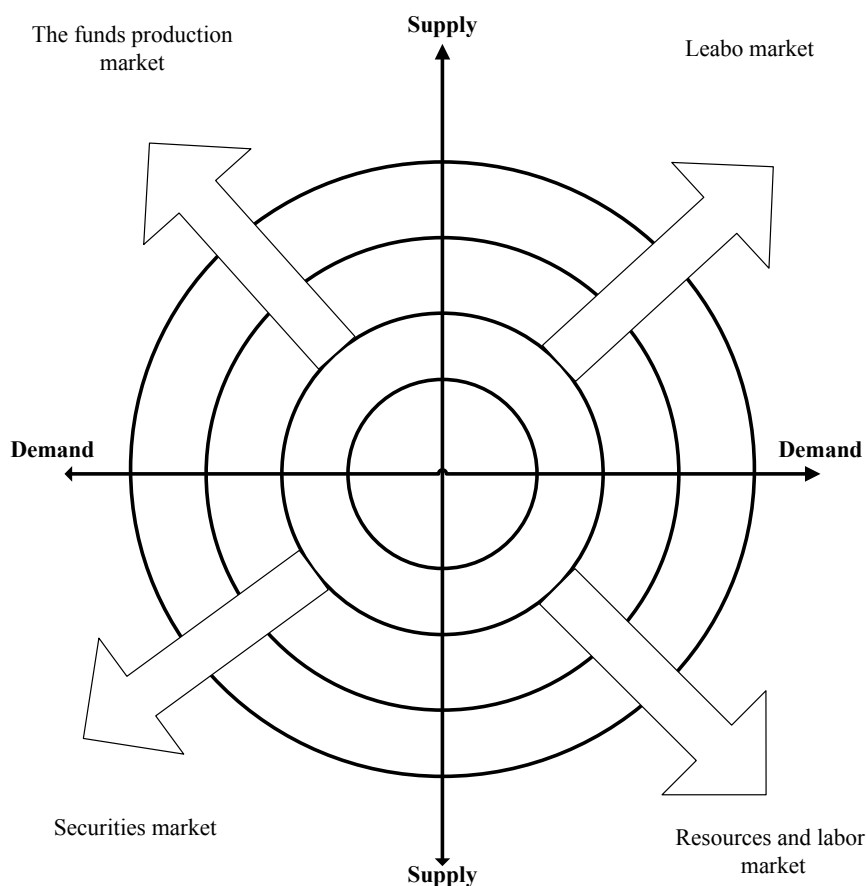 Supply
The funds production
market
Leabo market
Demand
Demand
Securities market
Resources and labor
market
Supply